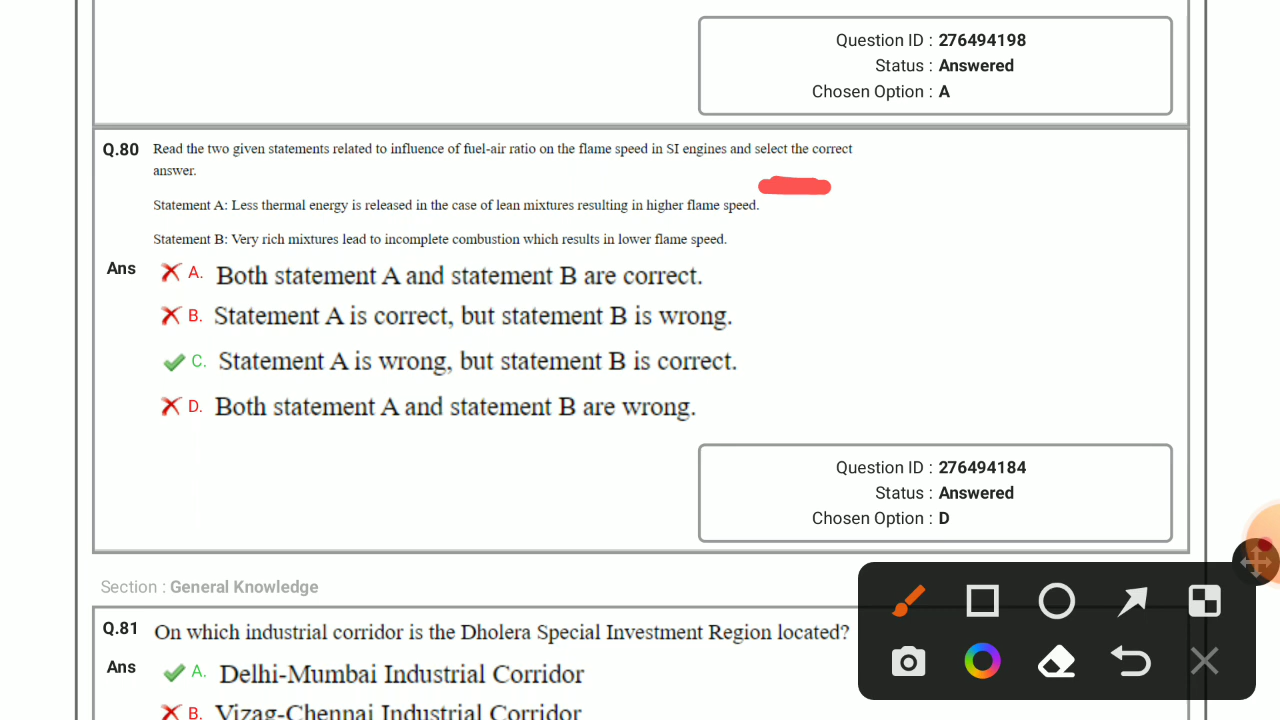 Question ID : 276494198
Status : Answered
Chosen Option : A
Q.80 Read the two given statements related to influence of fuel-air ratio on the flame speed in SI engines and select the correct
answer.
Statement A: Less thermal energy is released in the case of lean mixtures resulting in higher flame speed.
Statement B: Very rich mixtures lead to incomplete combustion which results in lower flame speed.
Ans A. Both statement A and statement B are correct.
B. Statement A is correct, but statement B is wrong.
C. Statement A is wrong, but statement B is correct.
D. Both statement A and statement B are wrong.
Question ID : 276494184
Status : Answered
Chosen Option : D
Section : General Knowledge
Q.81 On which industrial corridor is the Dholera Special Investment Region located?
Ans A. Delhi-Mumbai Industrial Corridor
B. Vizag-Chennai Industrial Corridor